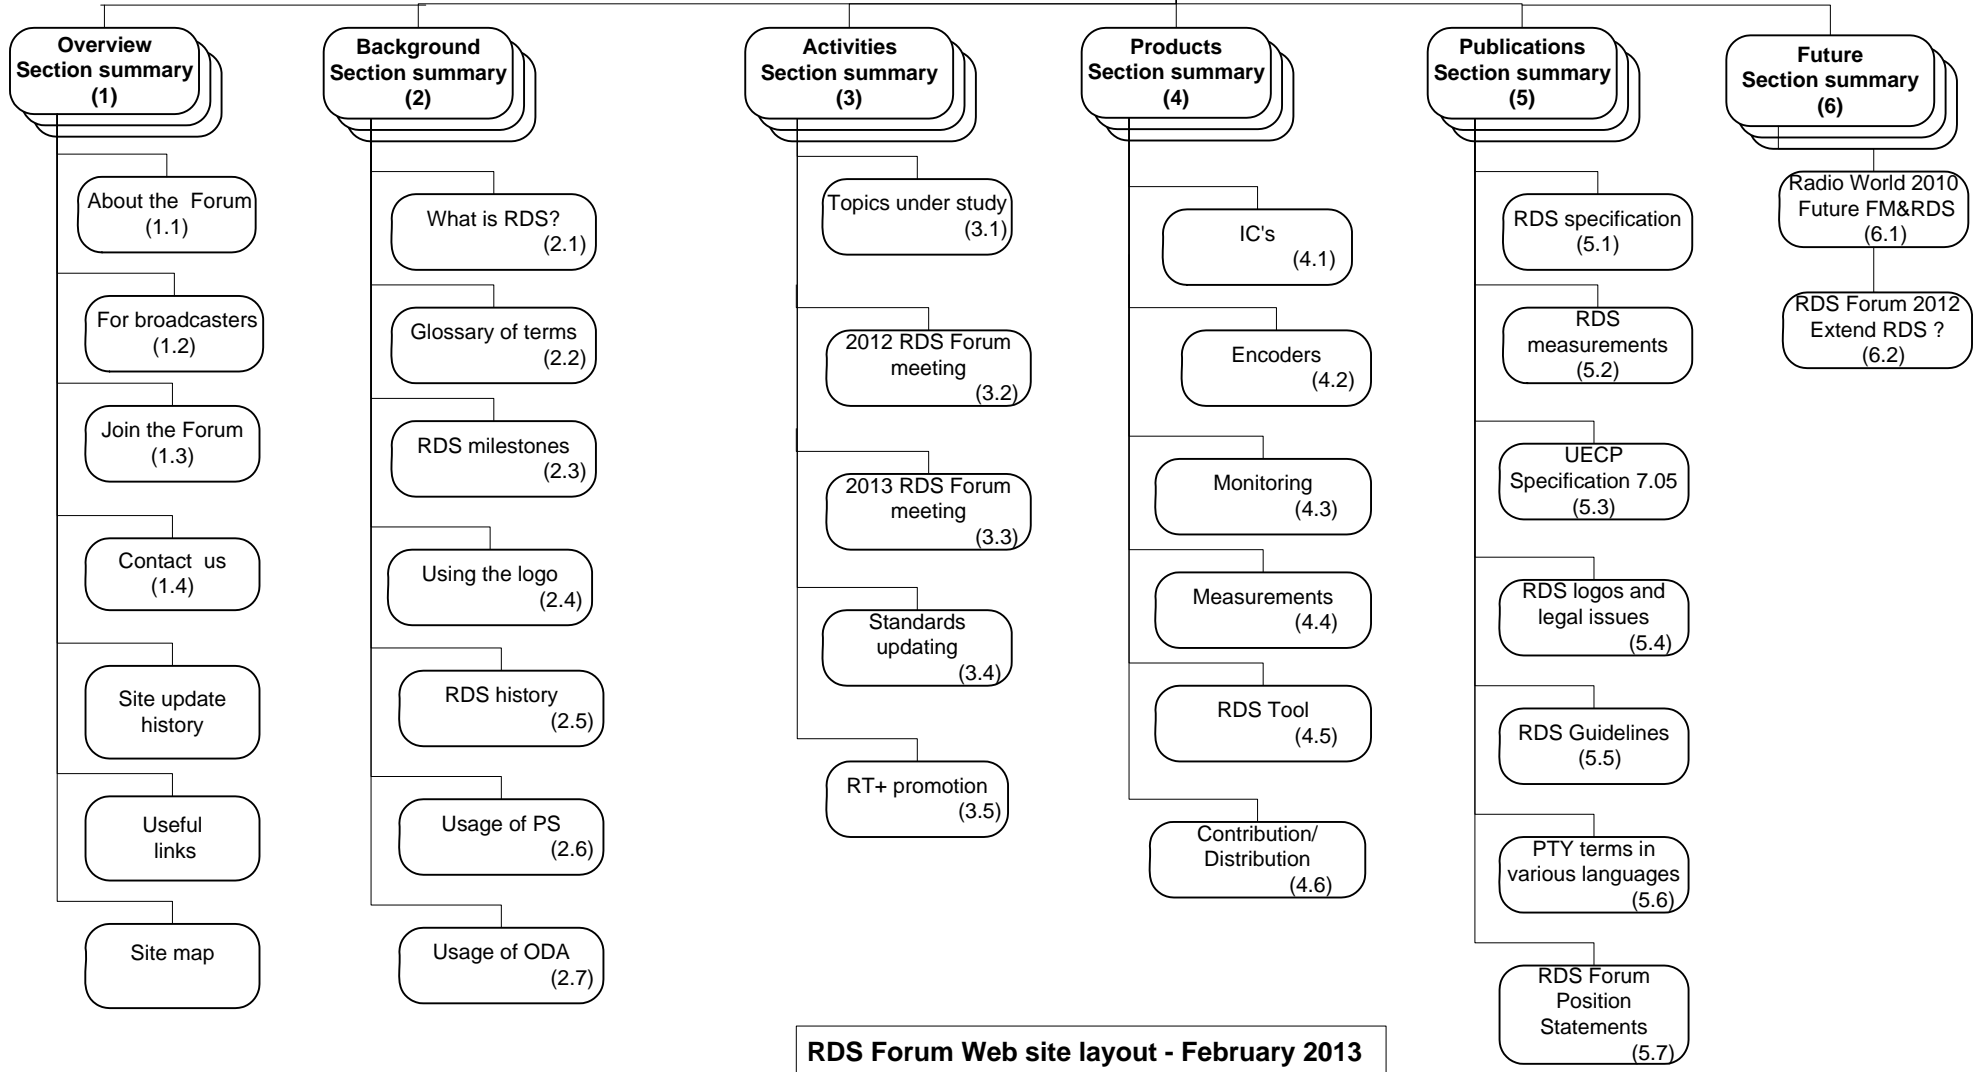 Overview
Section summary
(1)
About the  Forum
(1.1)
For broadcasters
(1.2)
Join the Forum
(1.3)
Contact  us
(1.4)
Site update
history
Useful
links
Site map
Background
Section summary
(2)
What is RDS?
(2.1)
Glossary of terms
(2.2)
RDS milestones
(2.3)
Using the logo
(2.4)
RDS history
(2.5)
Usage of PS
(2.6)
Usage of ODA
(2.7)
Activities
Section summary
(3)
Topics under study
(3.1)
2012 RDS Forum
meeting
(3.2)
2013 RDS Forum
meeting
(3.3)
Standards
updating
(3.4)
RT+ promotion
(3.5)
Products
Section summary
(4)
IC's
(4.1)
Encoders
(4.2)
Monitoring
(4.3)
Measurements
(4.4)
RDS Tool
(4.5)
Contribution/
Distribution
(4.6)
Publications
Section summary
(5)
RDS specification
(5.1)
RDS
measurements
(5.2)
UECP
Specification 7.05
(5.3)
RDS logos and
legal issues
(5.4)
RDS Guidelines
(5.5)
PTY terms in
various languages
(5.6)
RDS Forum
Position
Statements
(5.7)
Future
Section summary
(6)
Radio World 2010
Future FM&RDS
(6.1)
RDS Forum 2012
Extend RDS ?
(6.2)
RDS Forum Web site layout - February 2013